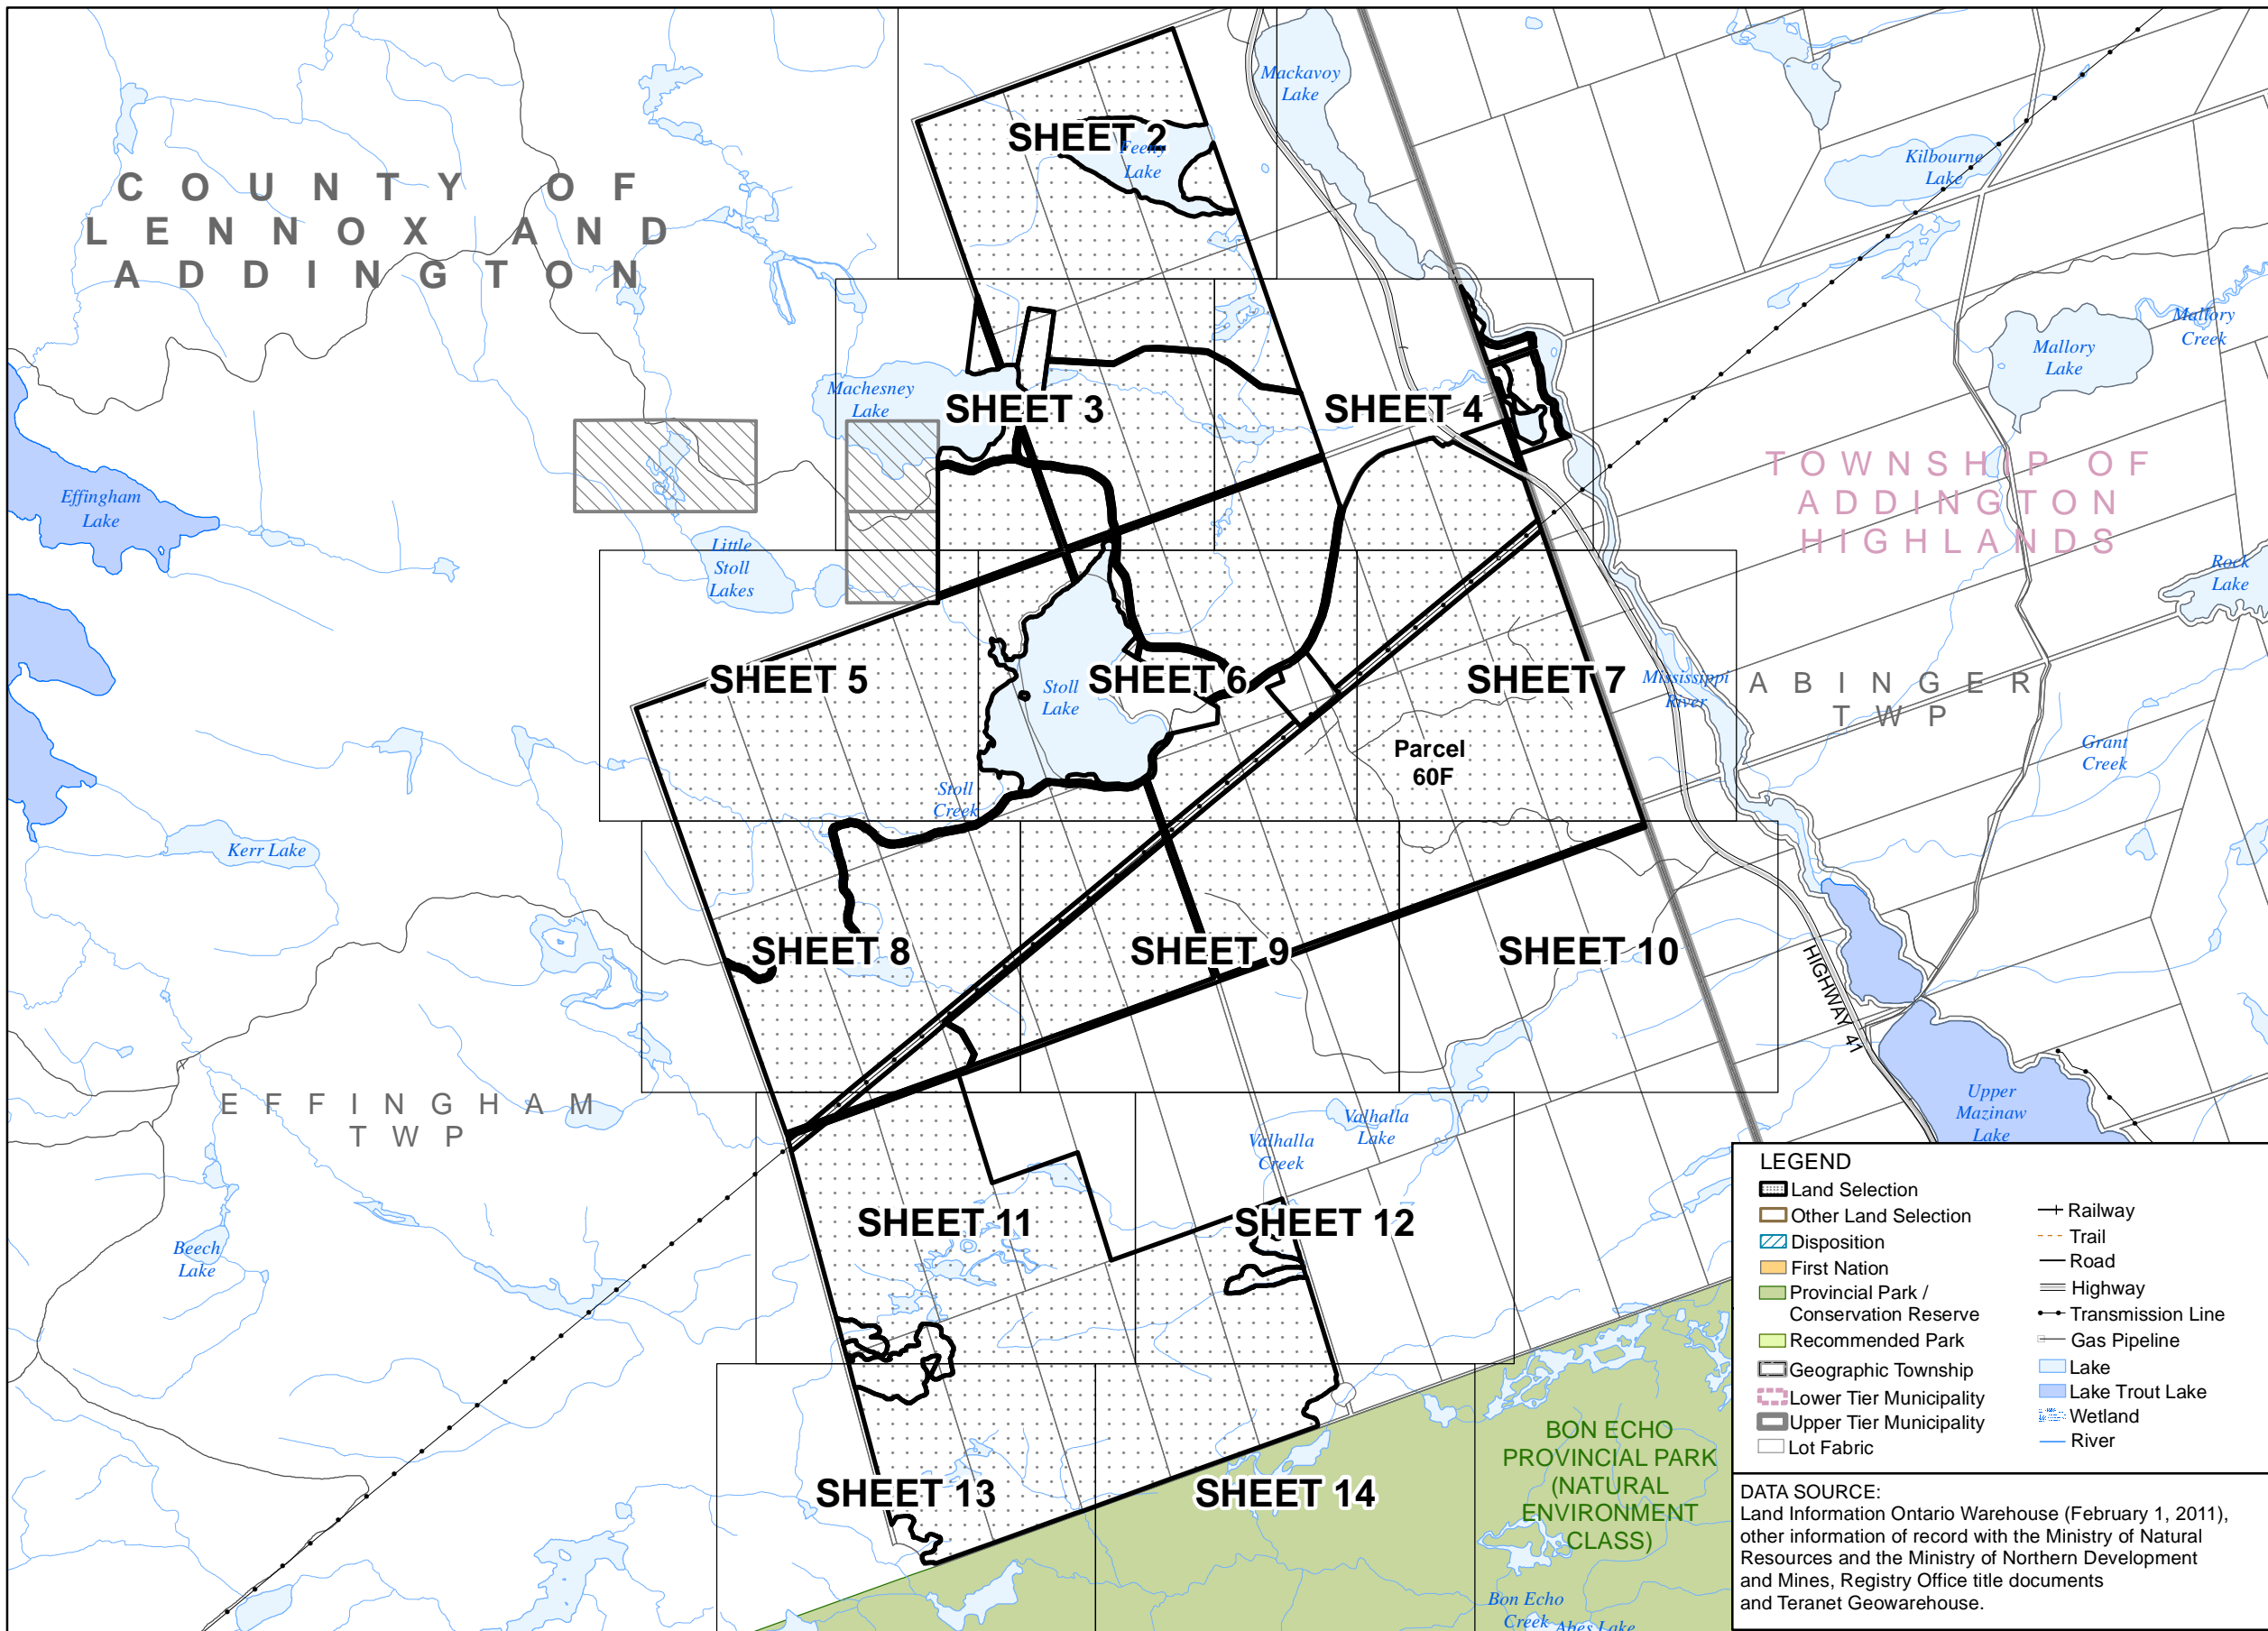 Mackavoy
Lake
SHEET 2
Feeny
Lake
Kilbourne
Lake
COUNTY OF
LENNOX AND
ADDINGTON
Mallory
Creek
Mallory
Lake
Machesney
Lake
SHEET 3
SHEET 4
TOWNSHIP OF
ADDINGTON
HIGHLANDS
Effingham
Lake
Little
Stoll
Lakes
Rock
Lake
SHEET 5
Stoll
Lake
SHEET 6
SHEET 7
Mississippi
River
ABINGER
TWP
Parcel
60F
Grant
Creek
Stoll
Creek
Kerr Lake
SHEET 8
SHEET 9
SHEET 10
HIGHWAY 41
EFFINGHAM
TWP
Upper
Mazinaw
Lake
Valhalla
Lake
Valhalla
Creek
SHEET 11
SHEET 12
Beech
Lake
BON ECHO
PROVINCIAL PARK
(NATURAL
ENVIRONMENT
CLASS)
SHEET 13
SHEET 14
Bon Echo
Creek
Abes Lake
LEGEND
Land Selection
Other Land Selection
Disposition
First Nation
Provincial Park /
Conservation Reserve
Recommended Park
Geographic Township
Lower Tier Municipality
Upper Tier Municipality
Lot Fabric
Railway
Trail
Road
Highway
Transmission Line
Gas Pipeline
Lake
Lake Trout Lake
Wetland
River
DATA SOURCE:
Land Information Ontario Warehouse (February 1, 2011),
other information of record with the Ministry of Natural
Resources and the Ministry of Northern Development
and Mines, Registry Office title documents
and Teranet Geowarehouse.